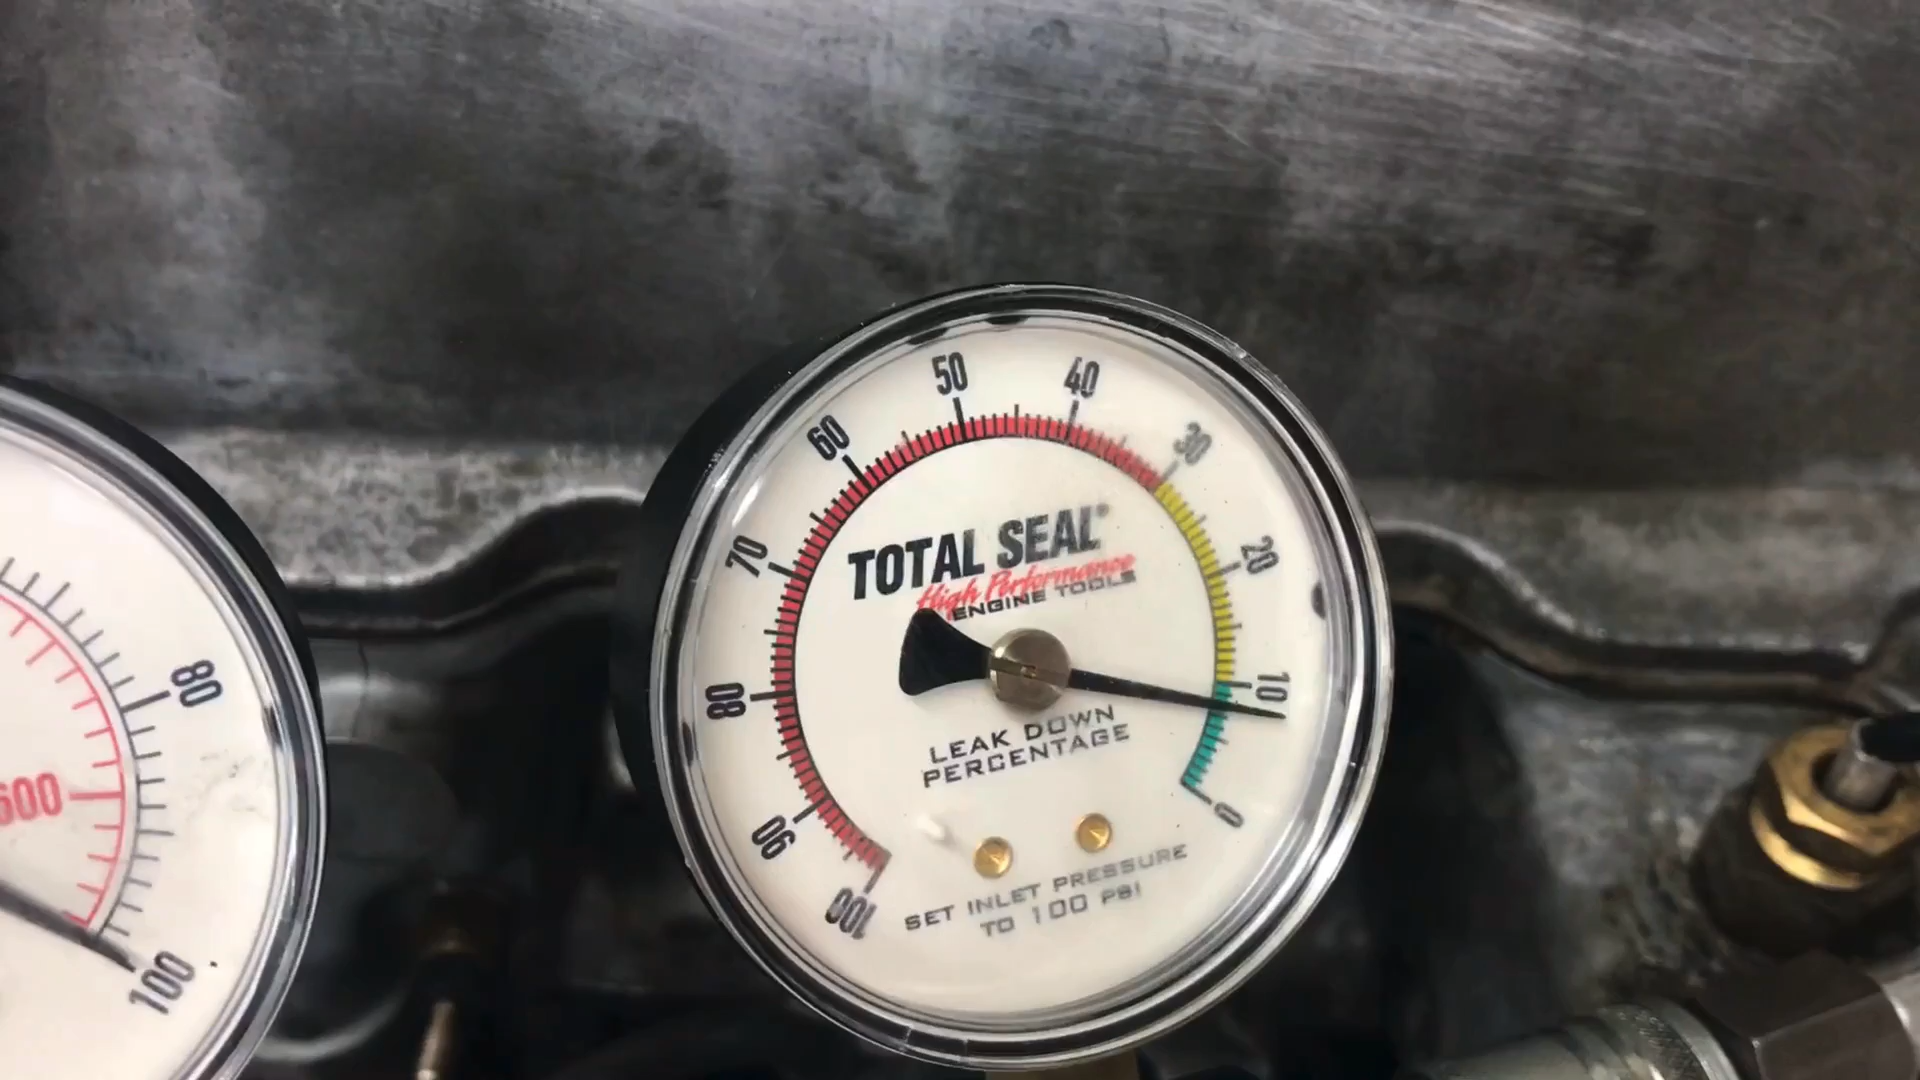 50
40
60
30
70
20
80
10
90
0
100
TOTAL SEAL®
High Performance
ENGINE TOOLS
LEAK DOWN
PERCENTAGE
SET INLET PRESSURE
TO 100 PSI
80
600
100